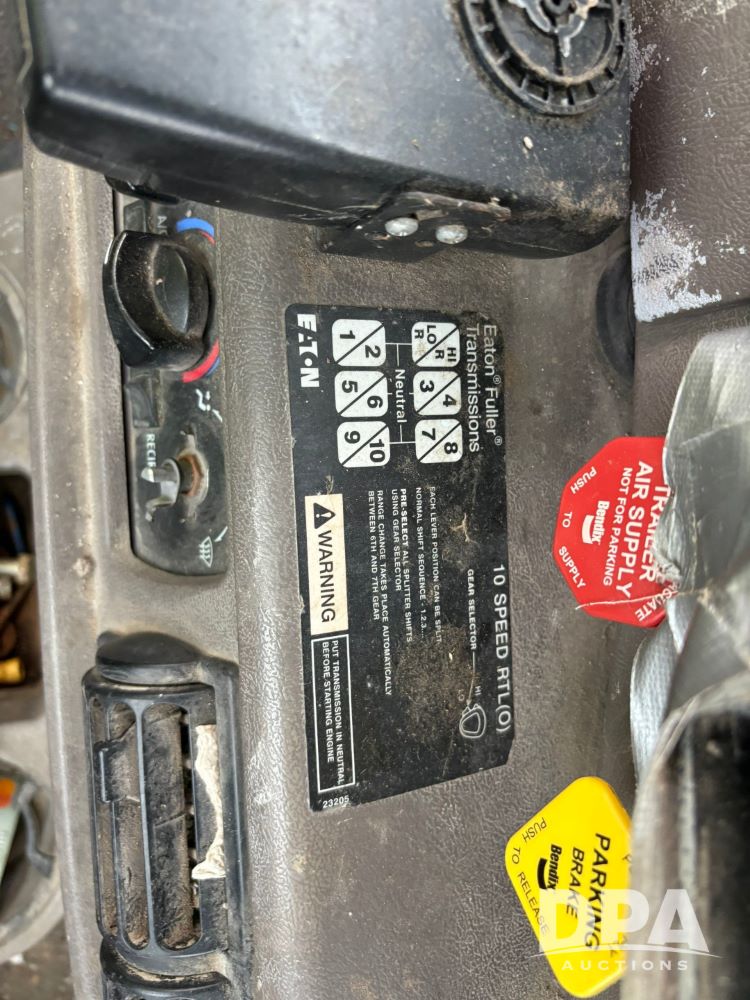 Eaton® Fuller®
Transmissions
10 SPEED RTL(O)
HI R
LO R
4
3
8
7
Neutral
2
1
6
5
10
9
EATON
GEAR SELECTOR
HI
LO
EACH LEVER POSITION CAN BE SPLIT
NORMAL SHIFT SEQUENCE - 1.2.3....
PRE-SELECT ALL SPLITTER SHIFTS
USING GEAR SELECTOR
RANGE CHANGE TAKES PLACE AUTOMATICALLY
BETWEEN 6TH AND 7TH GEAR
WARNING
PUT TRANSMISSION IN NEUTRAL
BEFORE STARTING ENGINE
23205
TRAILER
AIR SUPPLY
NOT FOR PARKING
Bendix
PUSH
TO
SUPPLY
PARKING
BRAKE
Bendix
PUSH
TO
RELEASE
DPA
AUCTIONS